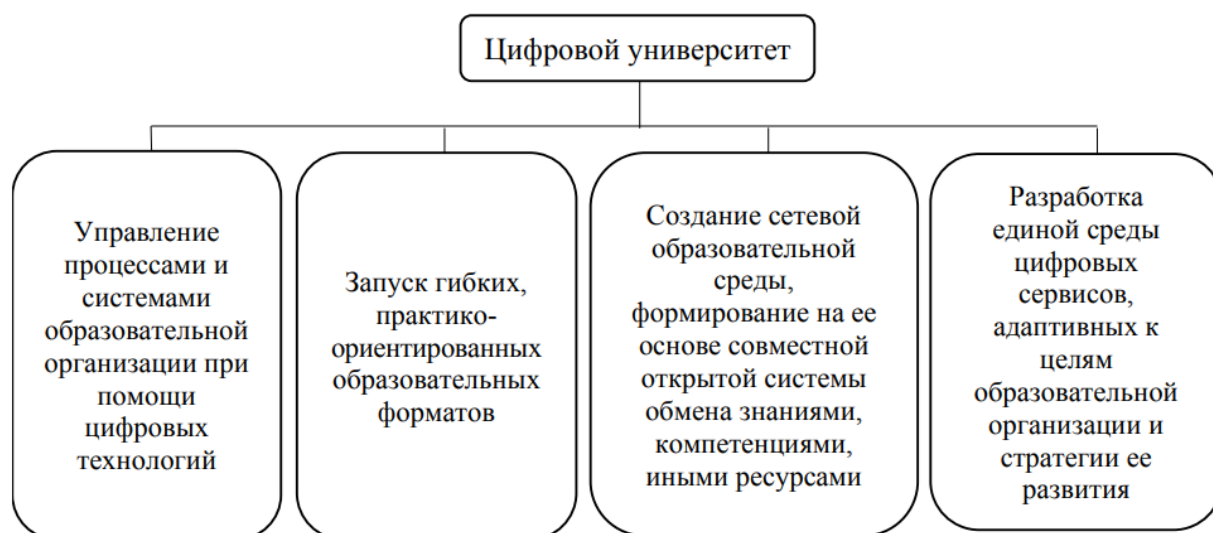 Цифровой университет
Управление
процессами и
системами
образовательной
организации при
помощи
цифровых
технологий
Запуск гибких,
практико-
ориентированных
образовательных
форматов
Создание сетевой
образовательной
среды,
формирование на ее
основе совместной
открытой системы
обмена знаниями,
компетенциями,
иными ресурсами
Разработка
единой среды
цифровых
сервисов,
адаптивных к
целям
образовательной
организации и
стратегии ее
развития